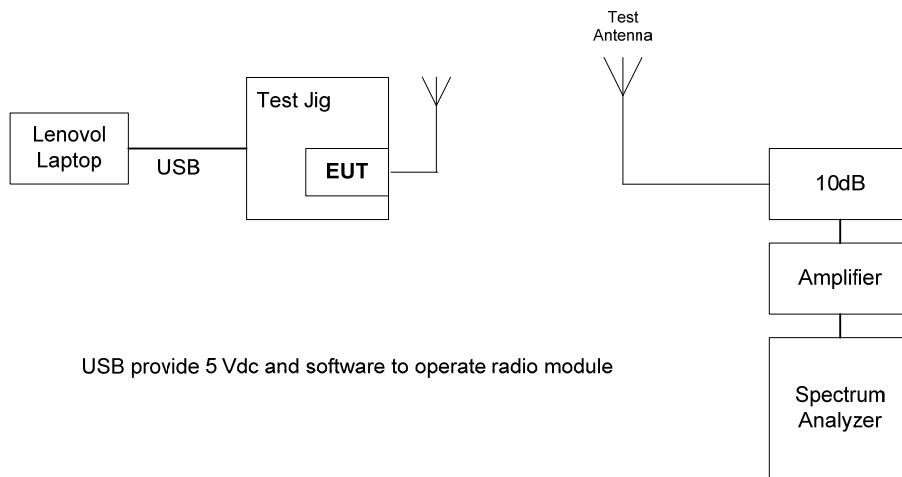 Test
Antenna
Test Jig
Lenovol
Laptop
USB
EUT
10dB
Amplifier
USB provide 5 Vdc and software to operate radio module
Spectrum
Analyzer